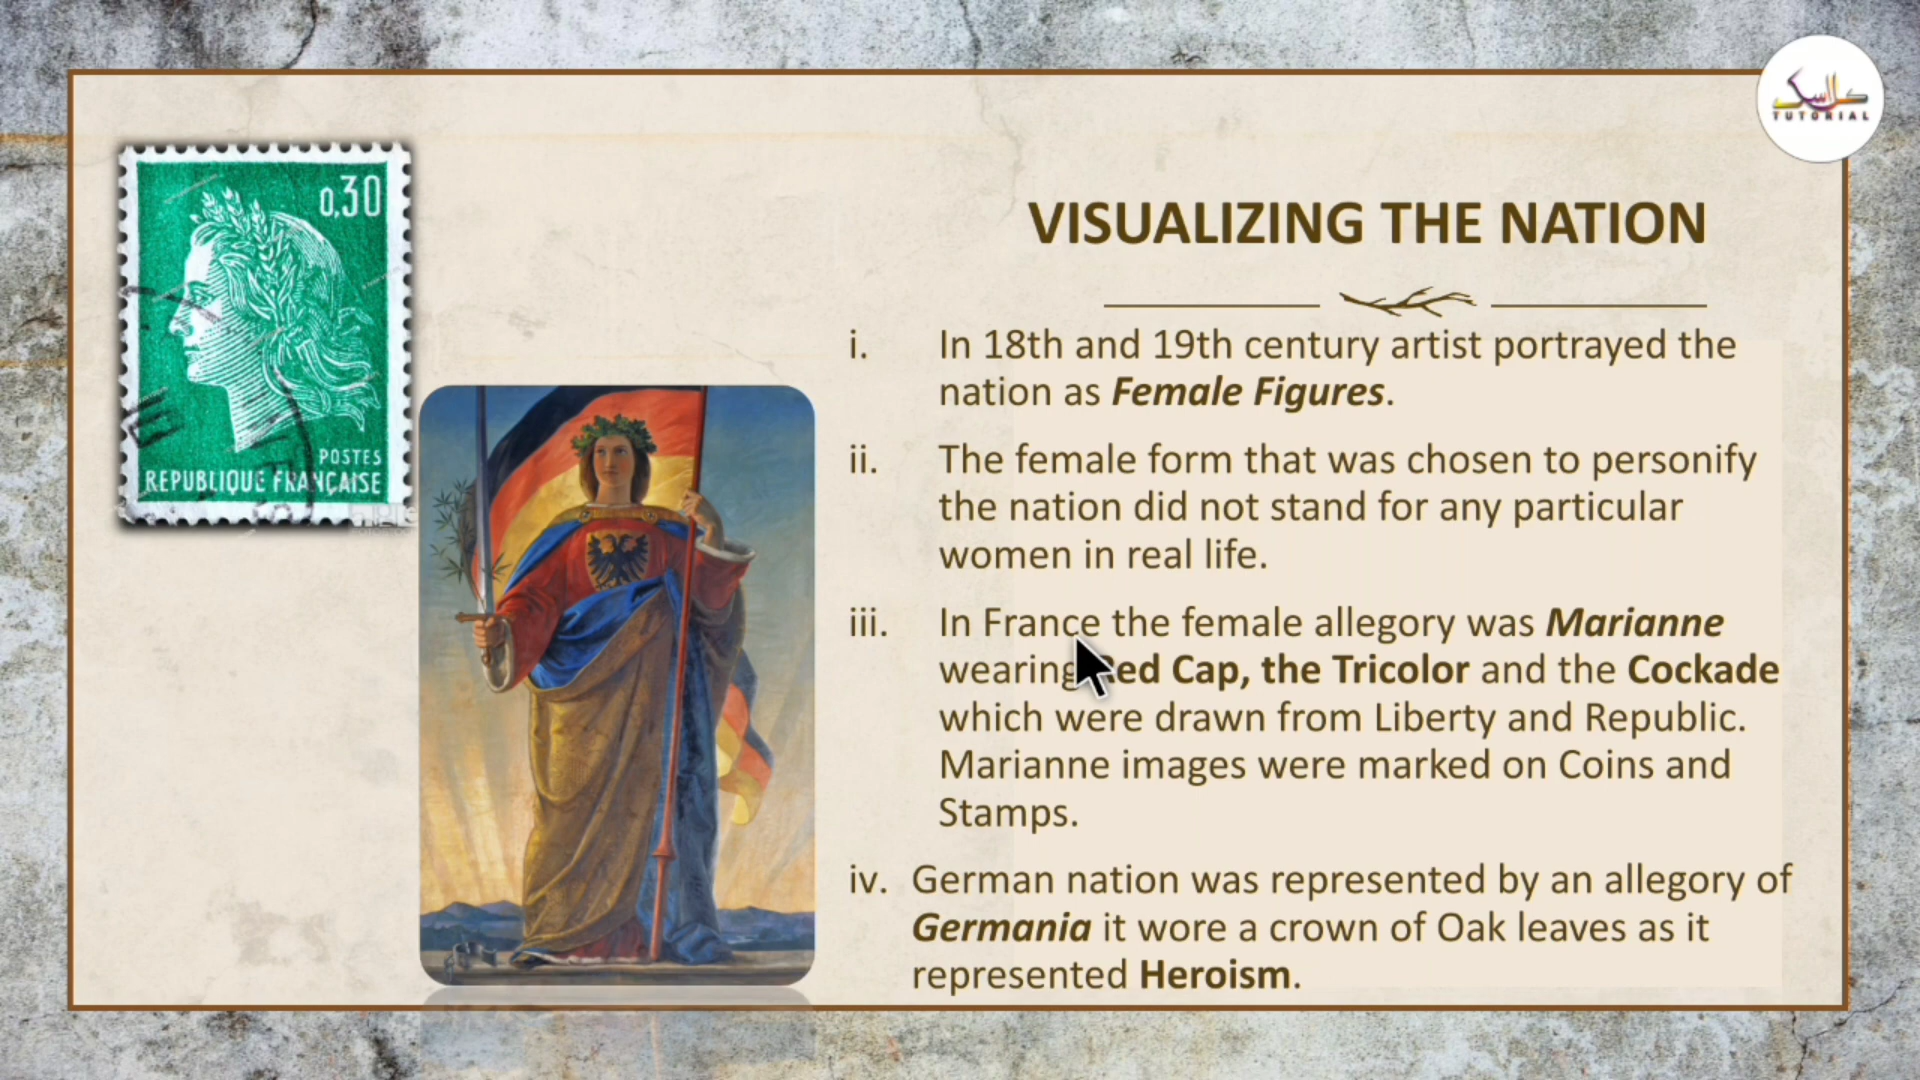 کلاسک
TUTORIAL
0,30
POSTES
REPUBLIQUE FRANÇAISE
VISUALIZING THE NATION
i. In 18th and 19th century artist portrayed the
nation as Female Figures.
ii. The female form that was chosen to personify
the nation did not stand for any particular
women in real life.
iii. In France the female allegory was Marianne
wearing Red Cap, the Tricolor and the Cockade
which were drawn from Liberty and Republic.
Marianne images were marked on Coins and
Stamps.
iv. German nation was represented by an allegory of
Germania it wore a crown of Oak leaves as it
represented Heroism.